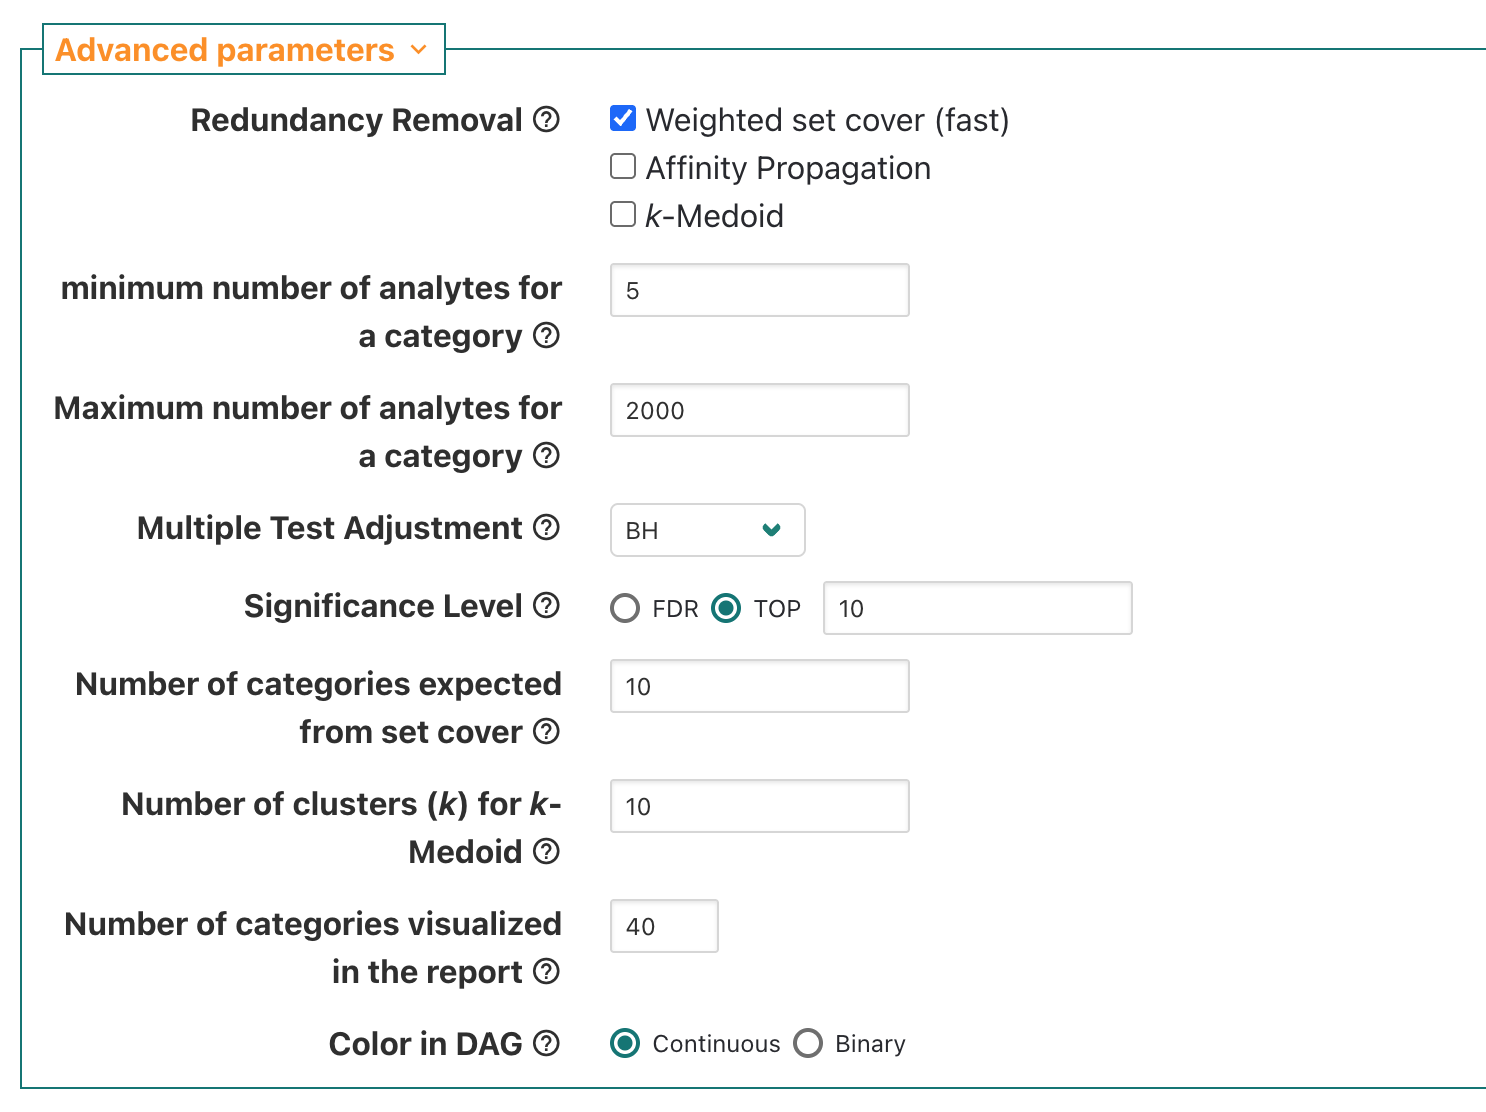 Advanced parameters
Redundancy Removal
Weighted set cover (fast)
Affinity Propagation
k-Medoid
minimum number of analytes for
a category
5
Maximum number of analytes for
a category
2000
Multiple Test Adjustment
BH
Significance Level
FDR TOP 10
Number of categories expected
from set cover
10
Number of clusters (k) for k-
Medoid
10
Number of categories visualized
in the report
40
Color in DAG
Continuous Binary